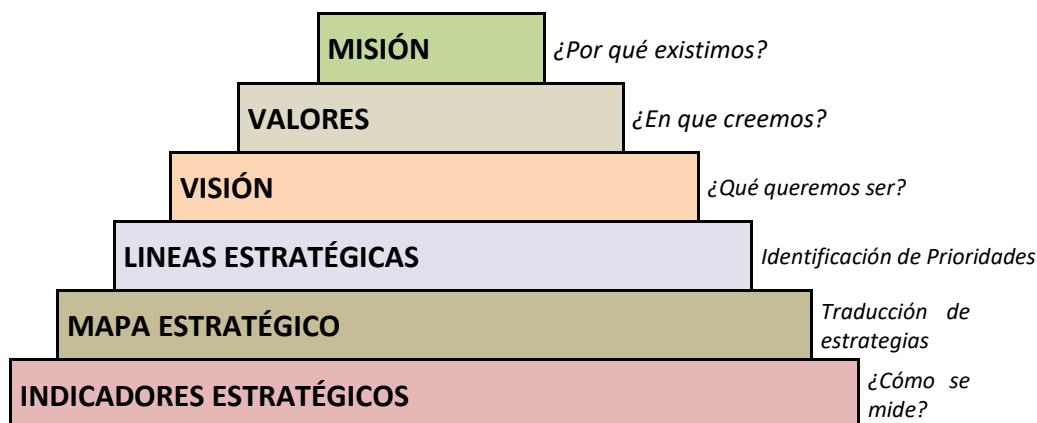 MISIÓN
¿Por qué existimos?
VALORES
¿En que creemos?
VISIÓN
¿Qué queremos ser?
LINEAS ESTRATÉGICAS
Identificación de Prioridades
MAPA ESTRATÉGICO
Traducción de
estrategias
INDICADORES ESTRATÉGICOS
¿Cómo se
mide?